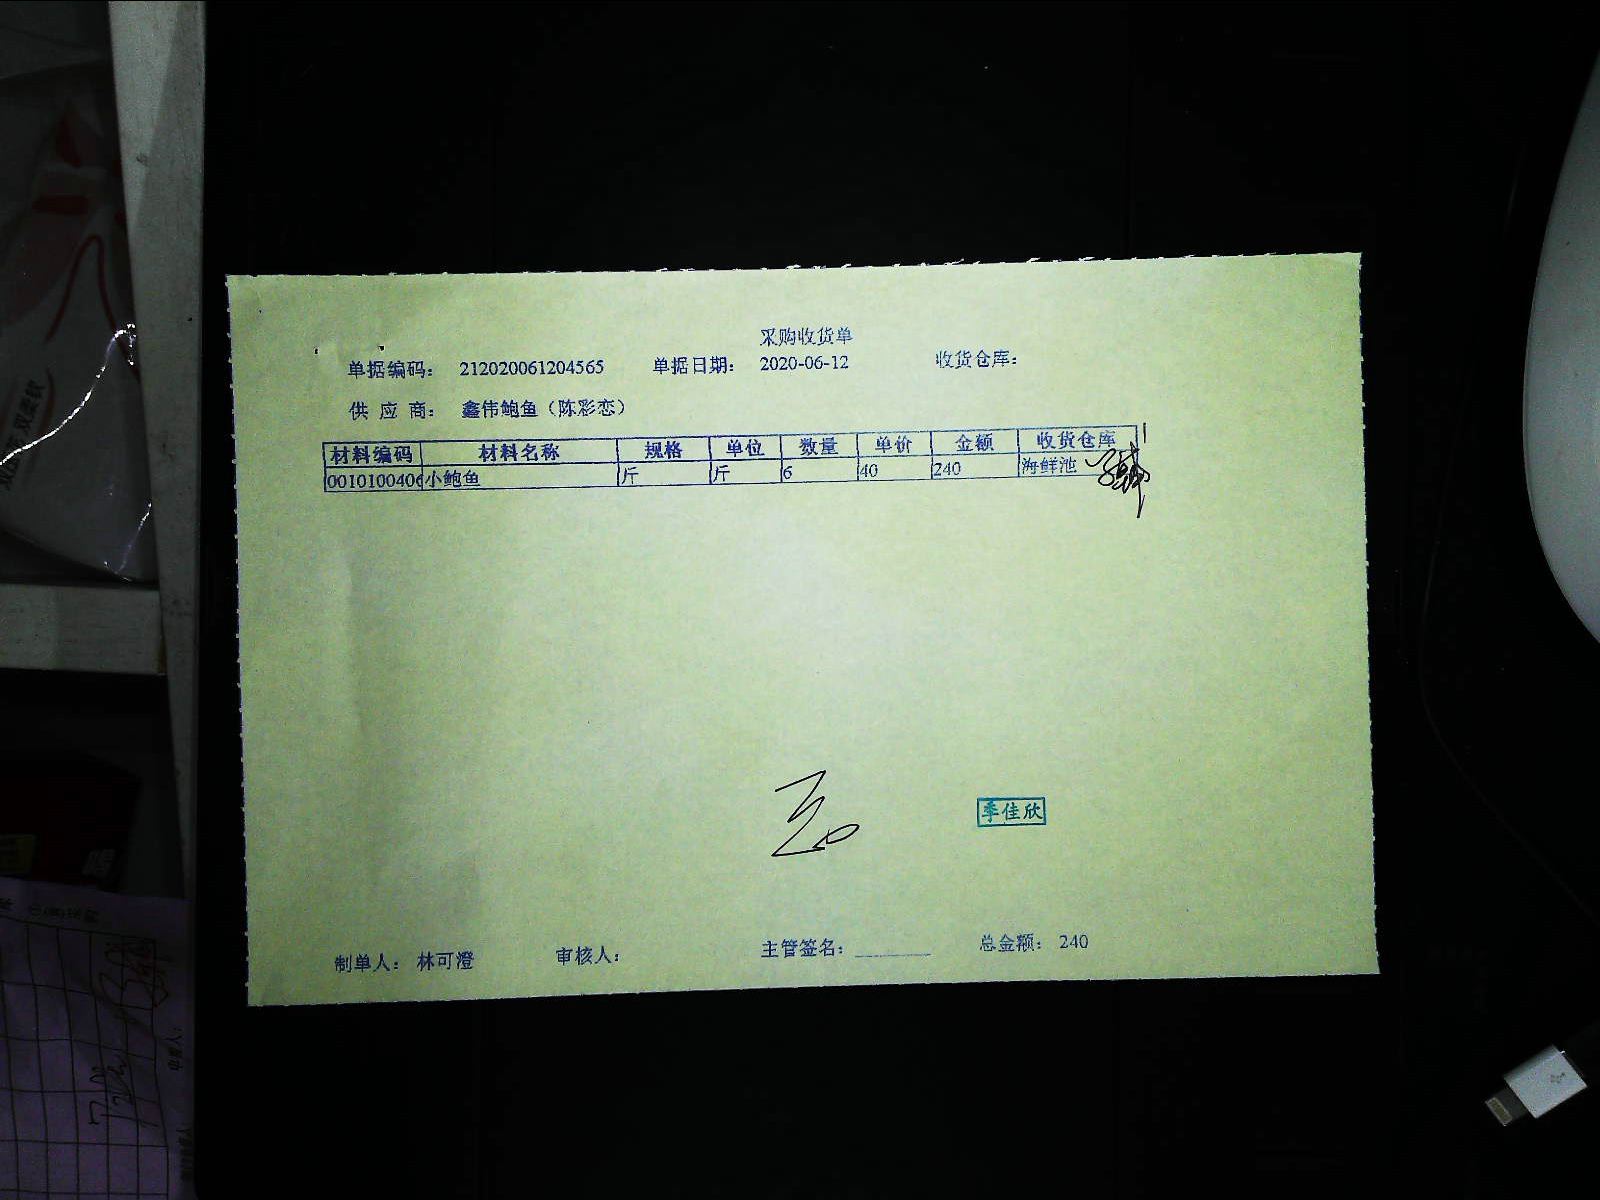 采购收货单
单据编码： 212020061204565 单据日期： 2020-06-12 收货仓库：
供 应 商： 鑫伟鲍鱼（陈彩恋）
材料编码 材料名称 规格 单位 数量 单价 金额 收货仓库
0010100406 小鲍鱼 斤 斤 6 40 240 海鲜池
季佳欣
制单人： 林可澄 审核人： 主管签名： 总金额： 240